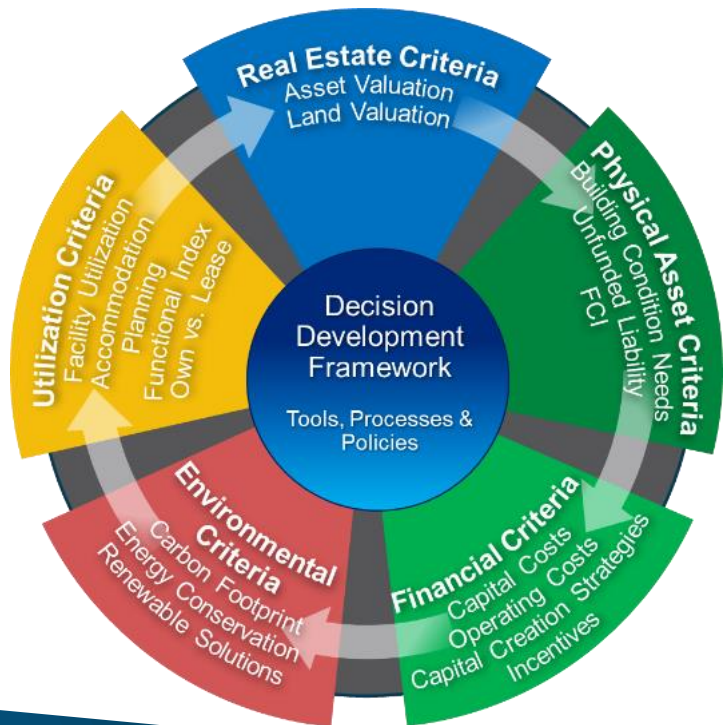 Real Estate Criteria
Asset Valuation
Land Valuation
Physical Asset Criteria
Building Condition Needs
Unfunded Liability
FCI
Financial Criteria
Capital Costs
Operating Costs
Capital Creation Strategies
Incentives
Environmental
Criteria
Carbon Footprint
Energy Conservation
Renewable Solutions
Utilization Criteria
Facility Utilization
Accommodation
Planning
Functional Index
Own vs. Lease
Decision
Development
Framework
Tools, Processes &
Policies